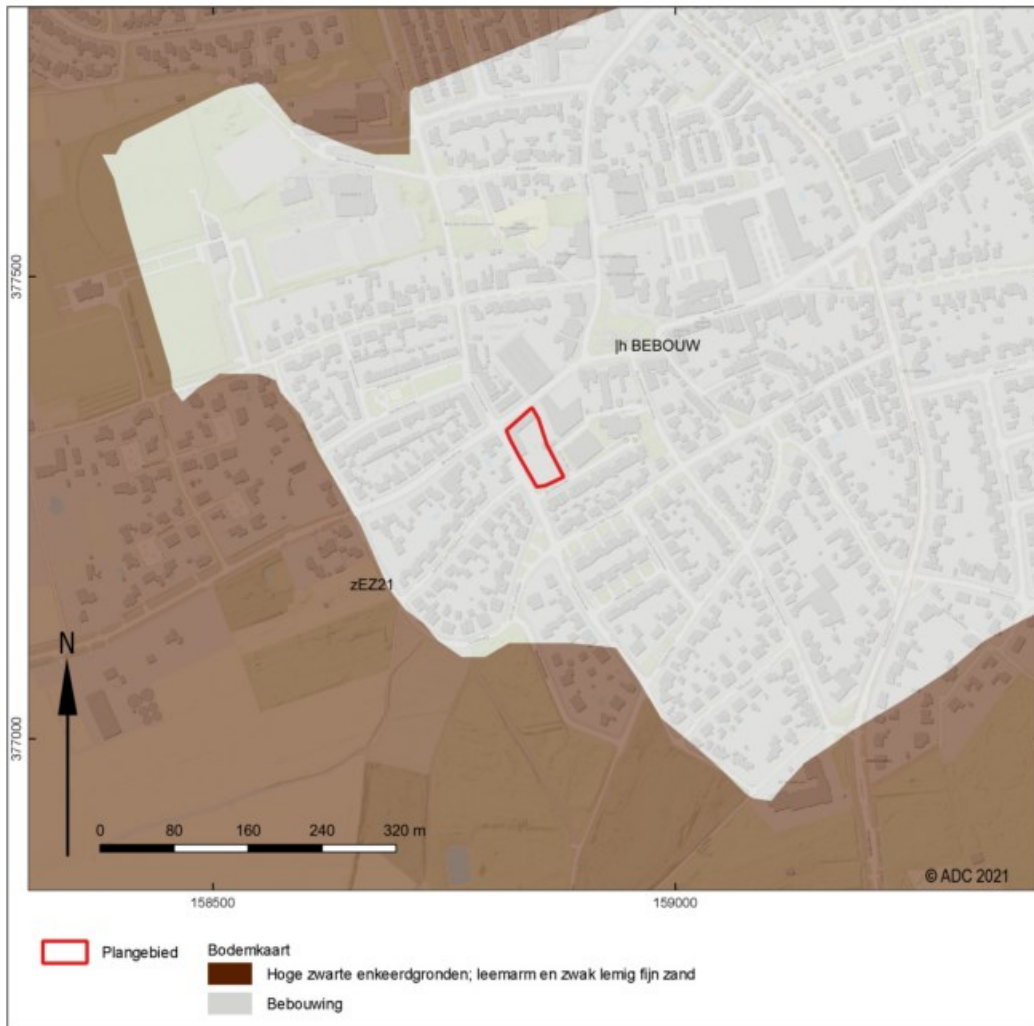 377500
|h BEBOUW
zEZ21
N
377000
0 80 160 240 320 m
© ADC 2021
158500 159000
Plangebied
Bodemkaart
Hoge zwarte enkeerdgronden; leemarm en zwak lemig fijn zand
Bebouwing